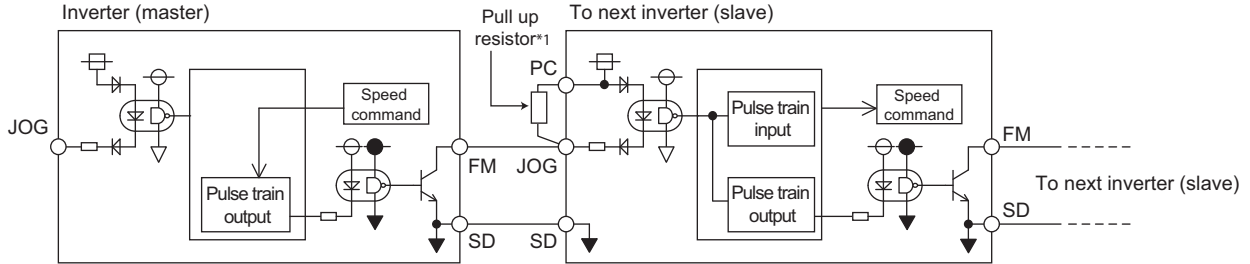 Inverter (master)
JOG
Speed
command
Pulse train
output
FM
SD
Pull up
resistor*1
To next inverter (slave)
PC
JOG
SD
Pulse train
input
Pulse train
output
Speed
command
FM
SD
To next inverter (slave)